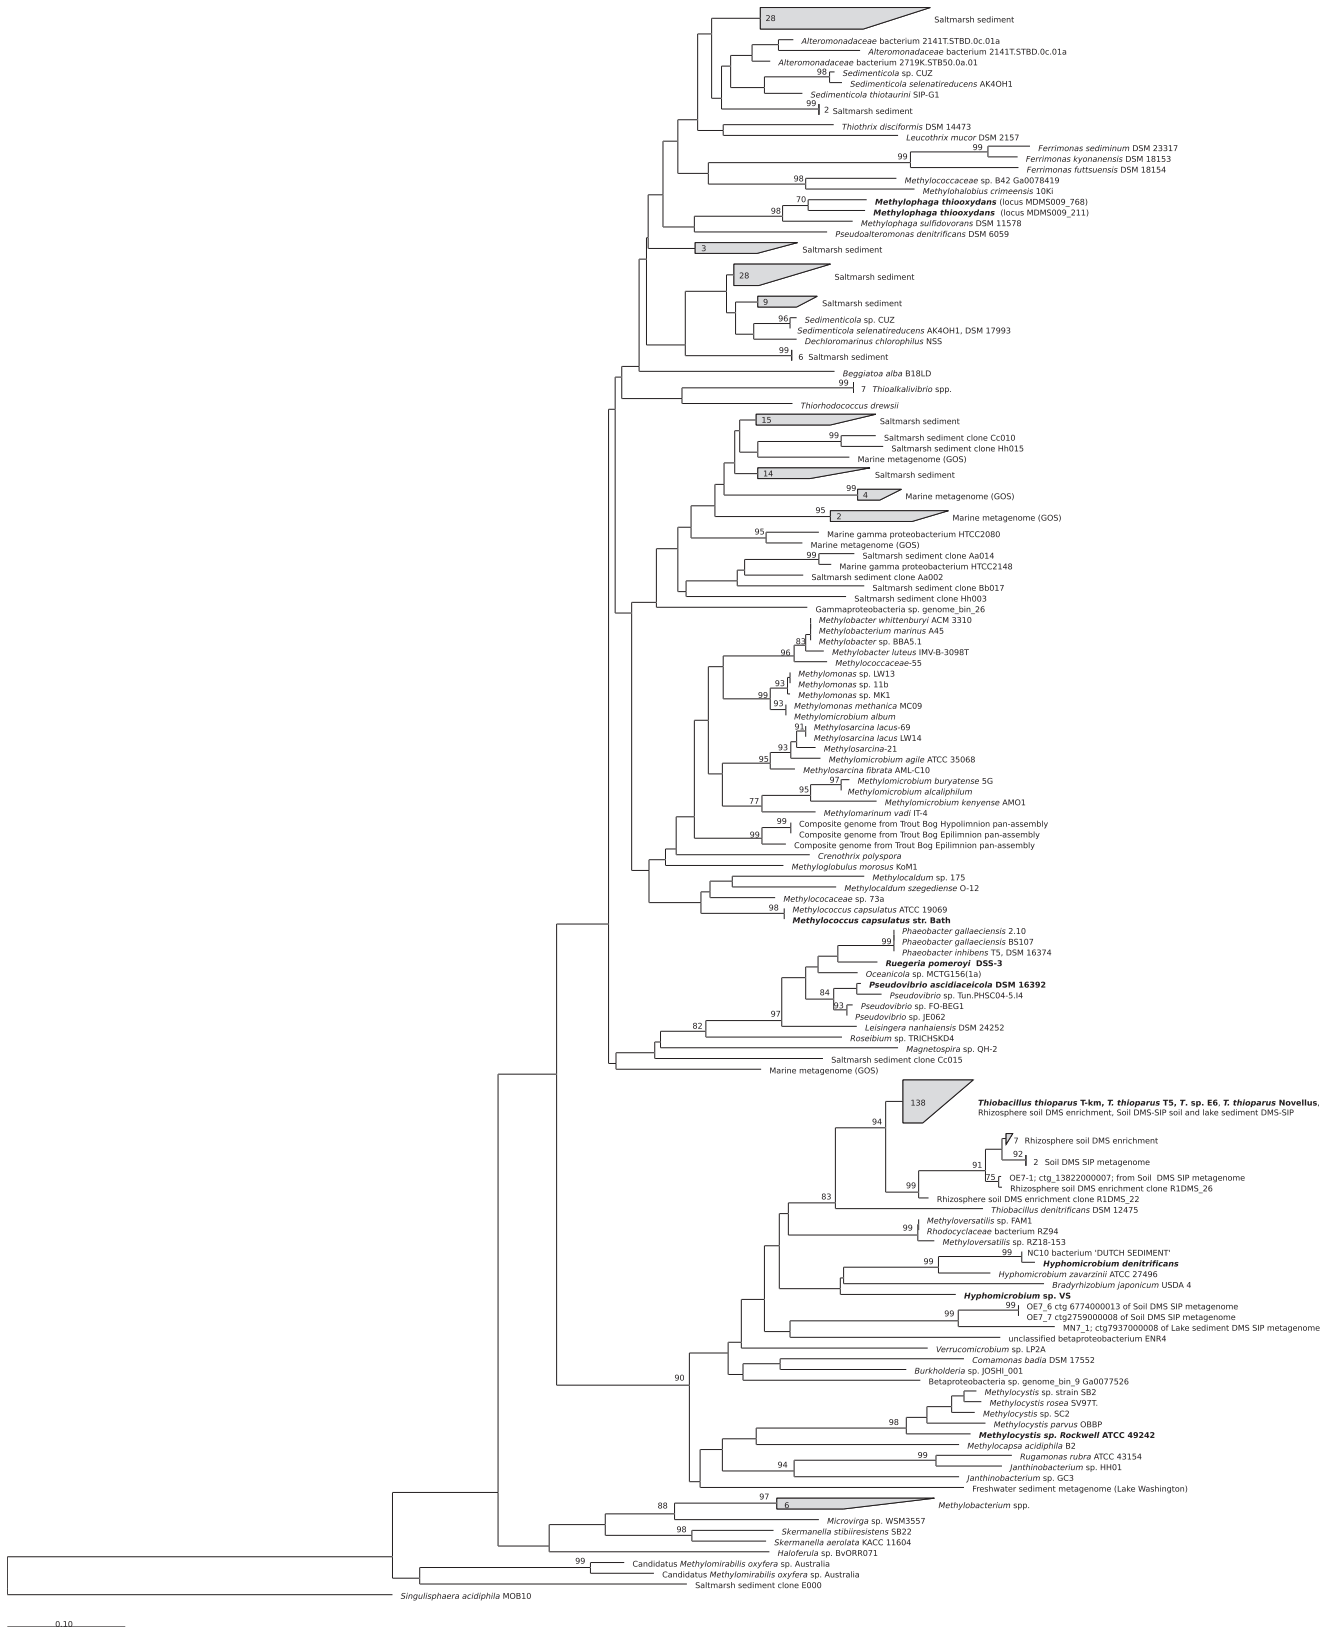 28 Saltmarsh sediment
Alteromonadaceae bacterium 2141T.STBD.0c.01a
Alteromonadaceae bacterium 2141T.STBD.0c.01a
Alteromonadaceae bacterium 2719K.STB50.0a.01
98 Sedimenticola sp. CUZ
Sedimenticola selenatireducens AK4OH1
Sedimenticola thiotaurini SIP-G1
99 2 Saltmarsh sediment
Thiothrix disciformis DSM 14473
Leucothrix mucor DSM 2157
99 Ferrimonas sediminum DSM 23317
99 Ferrimonas kyonanensis DSM 18153
Ferrimonas futtsuensis DSM 18154
98 Methylococcaceae sp. B42 Ga0078419
Methylohalobius crimeensis 10Ki
70 Methylophaga thiooxydans (locus MDMS009_768)
98 Methylophaga thiooxydans (locus MDMS009_211)
Methylophaga sulfidovorans DSM 11578
Pseudoalteromonas denitrificans DSM 6059
3 Saltmarsh sediment
28 Saltmarsh sediment
9 Saltmarsh sediment
96 Sedimenticola sp. CUZ
Sedimenticola selenatireducens AK4OH1, DSM 17993
Dechloromarinus chlorophilus NSS
99 6 Saltmarsh sediment
Beggiatoa alba B18LD
99 7 Thioalkalivibrio spp.
Thiorhodococcus drewsii
15 Saltmarsh sediment
99 Saltmarsh sediment clone Cc010
Saltmarsh sediment clone Hh015
Marine metagenome (GOS)
14 Saltmarsh sediment
99 4 Marine metagenome (GOS)
95 2 Marine metagenome (GOS)
95 Marine gamma proteobacterium HTCC2080
Marine metagenome (GOS)
99 Saltmarsh sediment clone Aa014
Marine gamma proteobacterium HTCC2148
Saltmarsh sediment clone Aa002
Saltmarsh sediment clone Bb017
Saltmarsh sediment clone Hh003
Gammaproteobacteria sp. genome_bin_26
Methylobacter whittenburyi ACM 3310
Methylobacterium marinus A45
83 Methylobacter sp. BBA5.1
96 Methylobacter luteus IMV-B-3098T
Methylococcaceae-55
Methylomonas sp. LW13
93 Methylomonas sp. 11b
99 Methylomonas sp. MK1
93 Methylomonas methanica MC09
Methylomicrobium album
91 Methylosarcina lacus-69
Methylosarcina lacus LW14
93 Methylosarcina-21
95 Methylomicrobium agile ATCC 35068
Methylosarcina fibrata AML-C10
97 Methylomicrobium buryatense 5G
95 Methylomicrobium alcaliphilum
77 Methylomicrobium kenyense AMO1
Methylomarinum vadi IT-4
99 Composite genome from Trout Bog Hypolimnion pan-assembly
99 Composite genome from Trout Bog Epilimnion pan-assembly
Composite genome from Trout Bog Epilimnion pan-assembly
Crenothrix polyspora
Methyloglobulus morosus KoM1
Methylocaldum sp. 175
Methylocaldum szegediense O-12
Methylococaceae sp. 73a
98 Methylococcus capsulatus ATCC 19069
Methylococcus capsulatus str. Bath
Phaeobacter gallaeciensis 2.10
99 Phaeobacter gallaeciensis BS107
Phaeobacter inhibens T5, DSM 16374
Ruegeria pomeroyi DSS-3
Oceanicola sp. MCTG156(1a)
Pseudovibrio ascidiaceicola DSM 16392
84 Pseudovibrio sp. Tun.PHSC04-5.I4
93 Pseudovibrio sp. FO-BEG1
97 Pseudovibrio sp. JE062
82 Leisingera nanhaiensis DSM 24252
Roseibium sp. TRICHSKD4
Magnetospira sp. QH-2
Saltmarsh sediment clone Cc015
Marine metagenome (GOS)
138 Thiobacillus thioparus T-km, T. thioparus T5, T. sp. E6, T. thioparus Novellus,
Rhizosphere soil DMS enrichment, Soil DMS-SIP soil and lake sediment DMS-SIP
94
7 Rhizosphere soil DMS enrichment
92 2 Soil DMS SIP metagenome
91
75 OE7-1; ctg_13822000007; from Soil DMS SIP metagenome
99 Rhizosphere soil DMS enrichment clone R1DMS_26
83 Rhizosphere soil DMS enrichment clone R1DMS_22
Thiobacillus denitrificans DSM 12475
Methyloversatilis sp. FAM1
99 Rhodocyclaceae bacterium RZ94
Methyloversatilis sp. RZ18-153
99 NC10 bacterium 'DUTCH SEDIMENT'
99 Hyphomicrobium denitrificans
Hyphomicrobium zavarzinii ATCC 27496
Bradyrhizobium japonicum USDA 4
Hyphomicrobium sp. VS
99 OE7_6 ctg 6774000013 of Soil DMS SIP metagenome
99 OE7_7 ctg2759000008 of Soil DMS SIP metagenome
MN7_1; ctg7937000008 of Lake sediment DMS SIP metagenome
unclassified betaproteobacterium ENR4
Verrucomicrobium sp. LP2A
Comamonas badia DSM 17552
Burkholderia sp. JOSHI_001
90 Betaproteobacteria sp. genome_bin_9 Ga0077526
Methylocystis sp. strain SB2
Methylocystis rosea SV97T.
Methylocystis sp. SC2
98 Methylocystis parvus OBBP
Methylocystis sp. Rockwell ATCC 49242
Methylocapsa acidiphila B2
99 Rugamonas rubra ATCC 43154
94 Janthinobacterium sp. HH01
Janthinobacterium sp. GC3
Freshwater sediment metagenome (Lake Washington)
97 6 Methylobacterium spp.
88
Microvirga sp. WSM3557
98 Skermanella stibiiresistens SB22
Skermanella aerolata KACC 11604
Haloferula sp. BvORR071
99 Candidatus Methylomirabilis oxyfera sp. Australia
Candidatus Methylomirabilis oxyfera sp. Australia
Saltmarsh sediment clone E000
Singulisphaera acidiphila MOB10
0.10